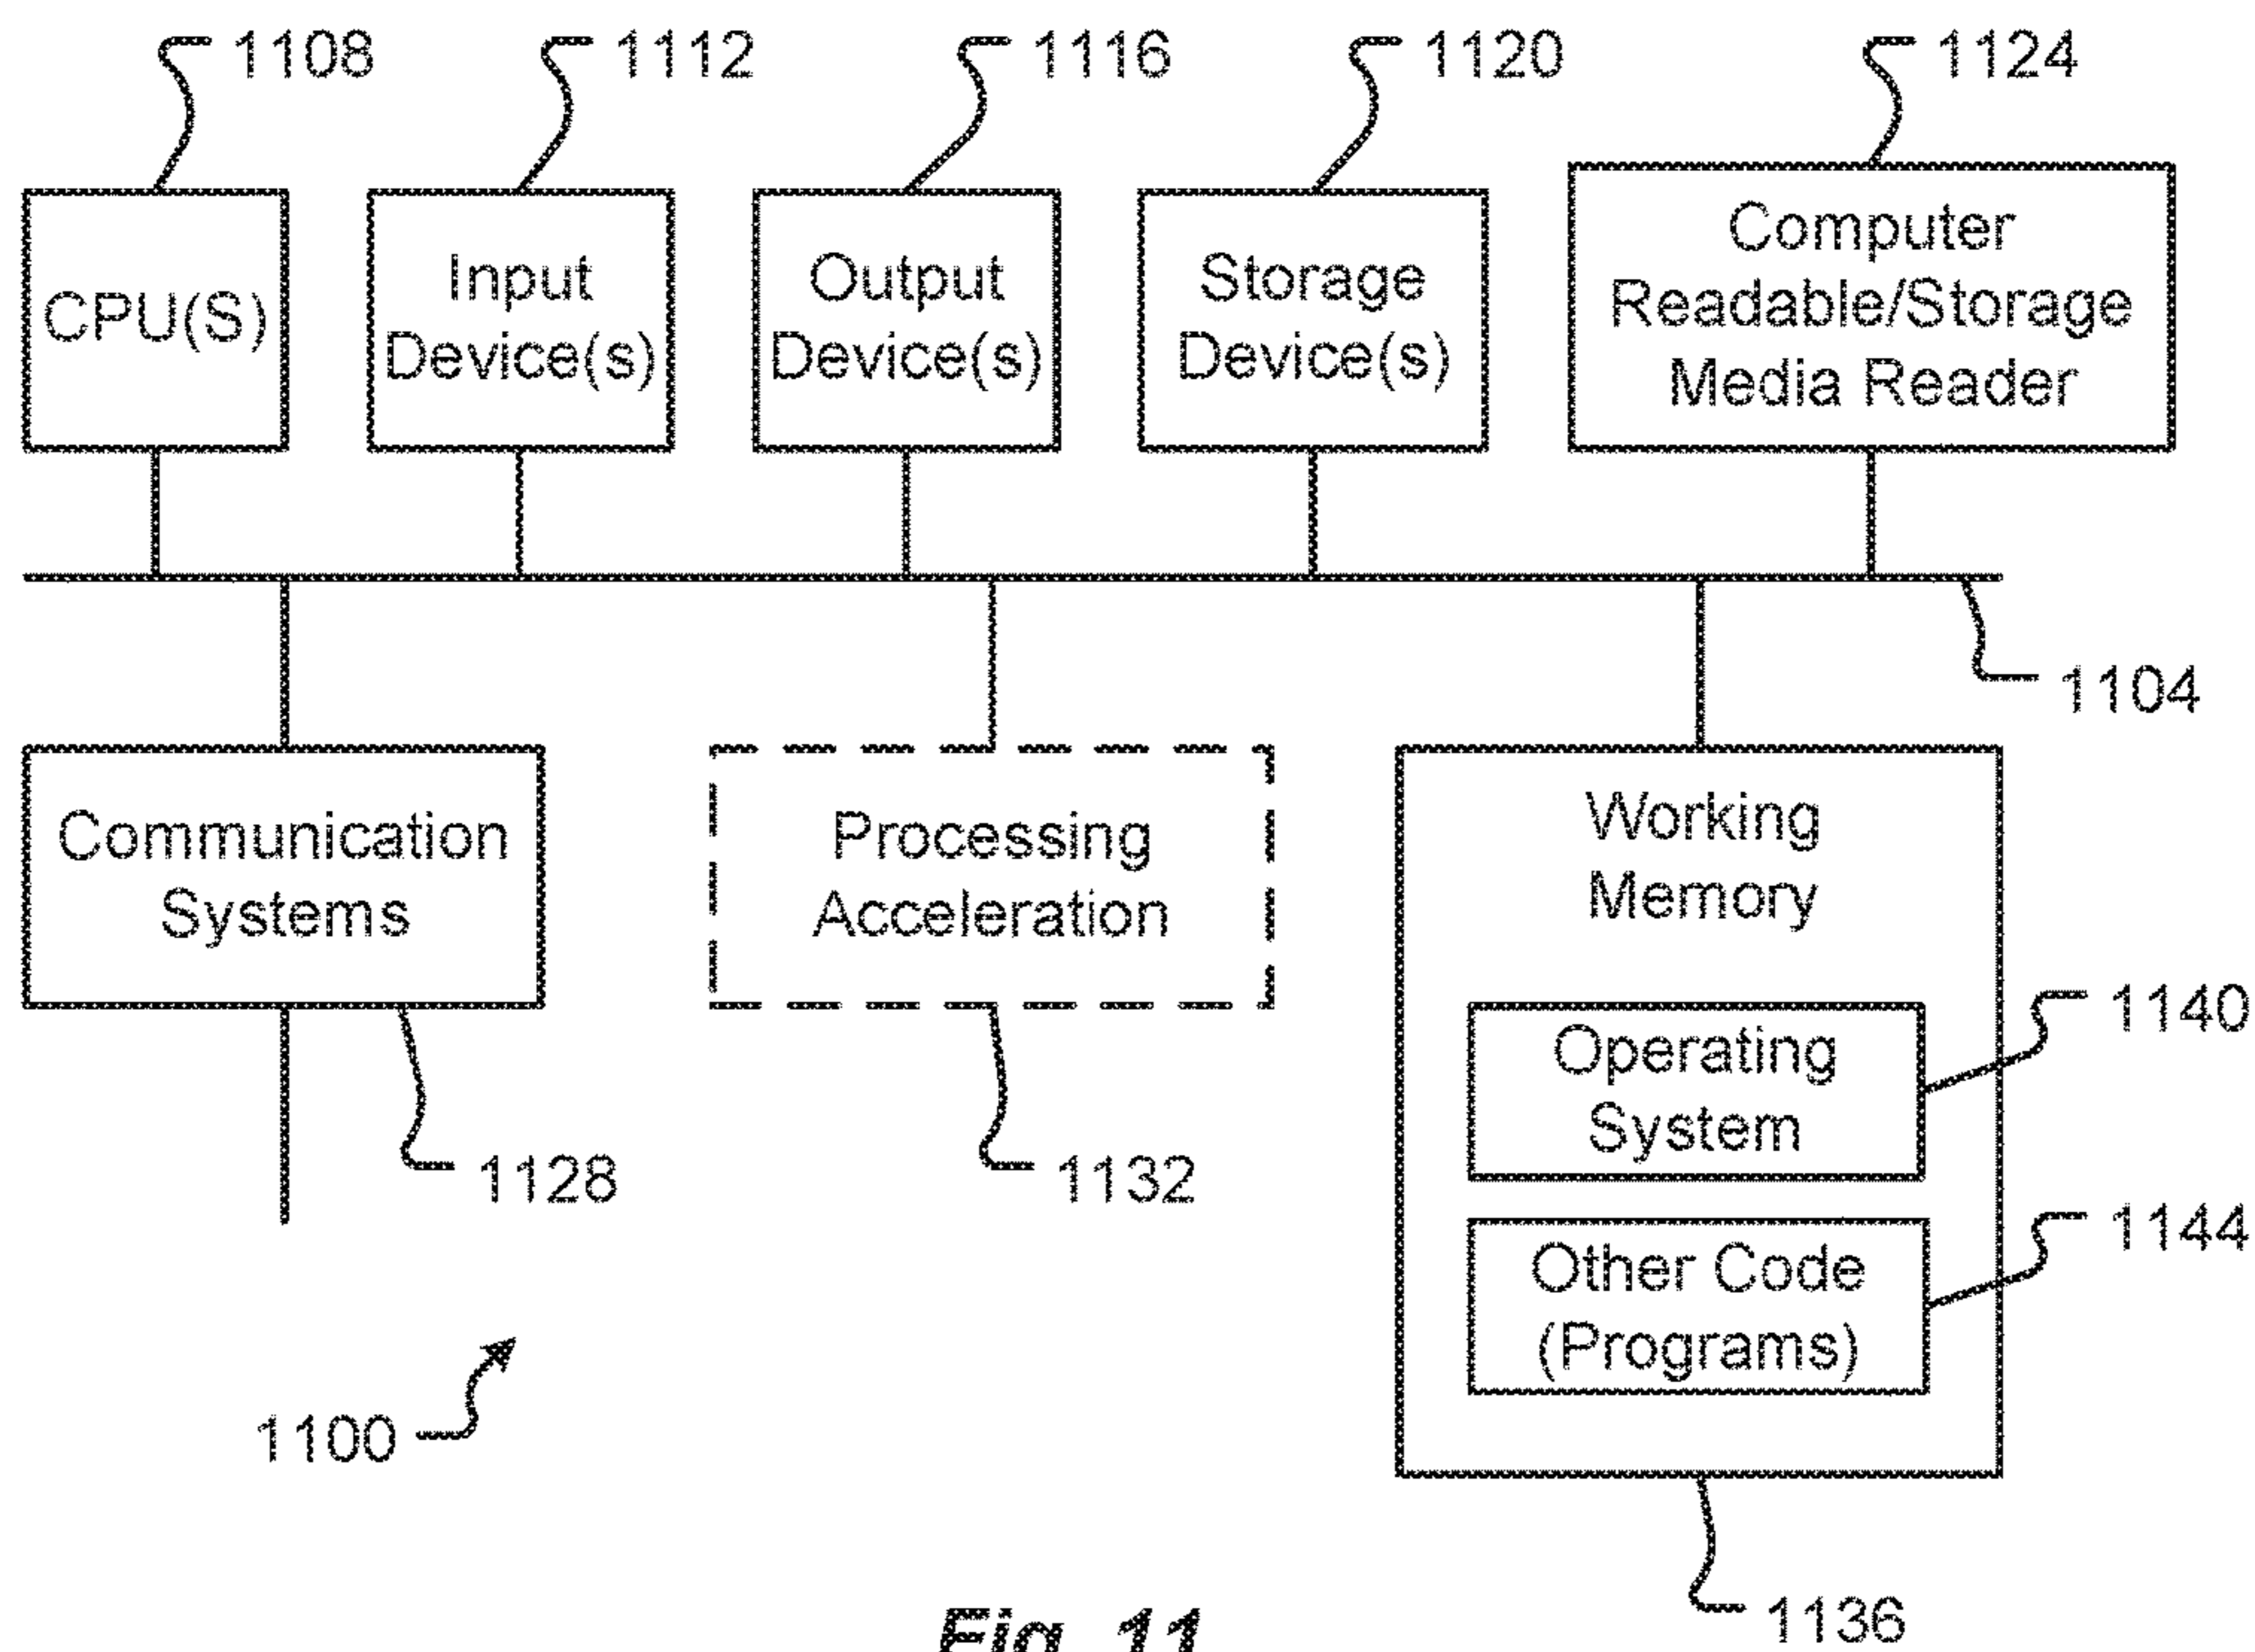 1108
1112
1116
1120
1124
CPU(S)
Input
Device(s)
Output
Device(s)
Storage
Device(s)
Computer
Readable/Storage
Media Reader
1104
Communication
Systems
1128
Processing
Acceleration
1132
Working
Memory
Operating
System
1140
Other Code
(Programs)
1144
1136
1100
Fig. 11